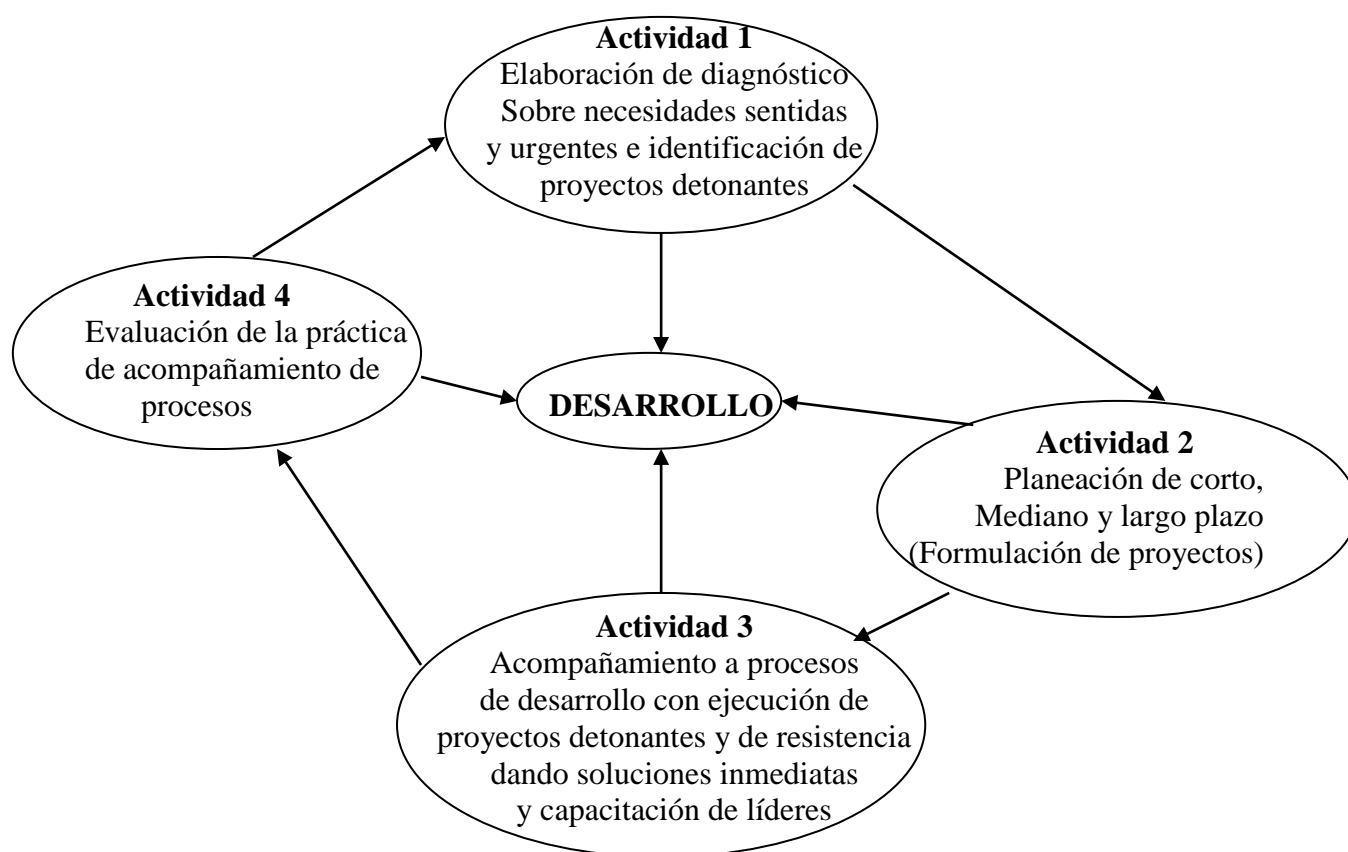 Actividad 1
Elaboración de diagnóstico
Sobre necesidades sentidas
y urgentes e identificación de
proyectos detonantes
Actividad 4
Evaluación de la práctica
de acompañamiento de
procesos
DESARROLLO
Actividad 2
Planeación de corto,
Mediano y largo plazo
(Formulación de proyectos)
Actividad 3
Acompañamiento a procesos
de desarrollo con ejecución de
proyectos detonantes y de resistencia
dando soluciones inmediatas
y capacitación de líderes